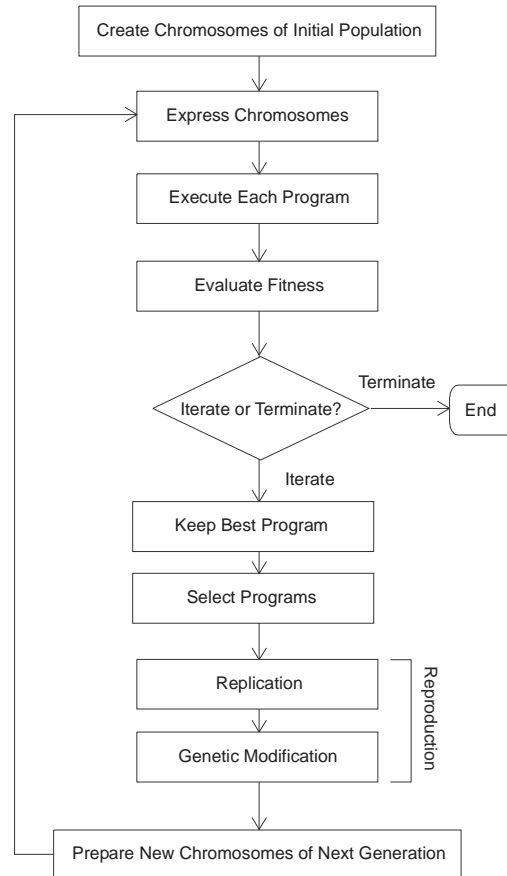 Create Chromosomes of Initial Population
Express Chromosomes
Execute Each Program
Evaluate Fitness
Iterate or Terminate?
Terminate
End
Iterate
Keep Best Program
Select Programs
Replication
Genetic Modification
Reproduction
Prepare New Chromosomes of Next Generation